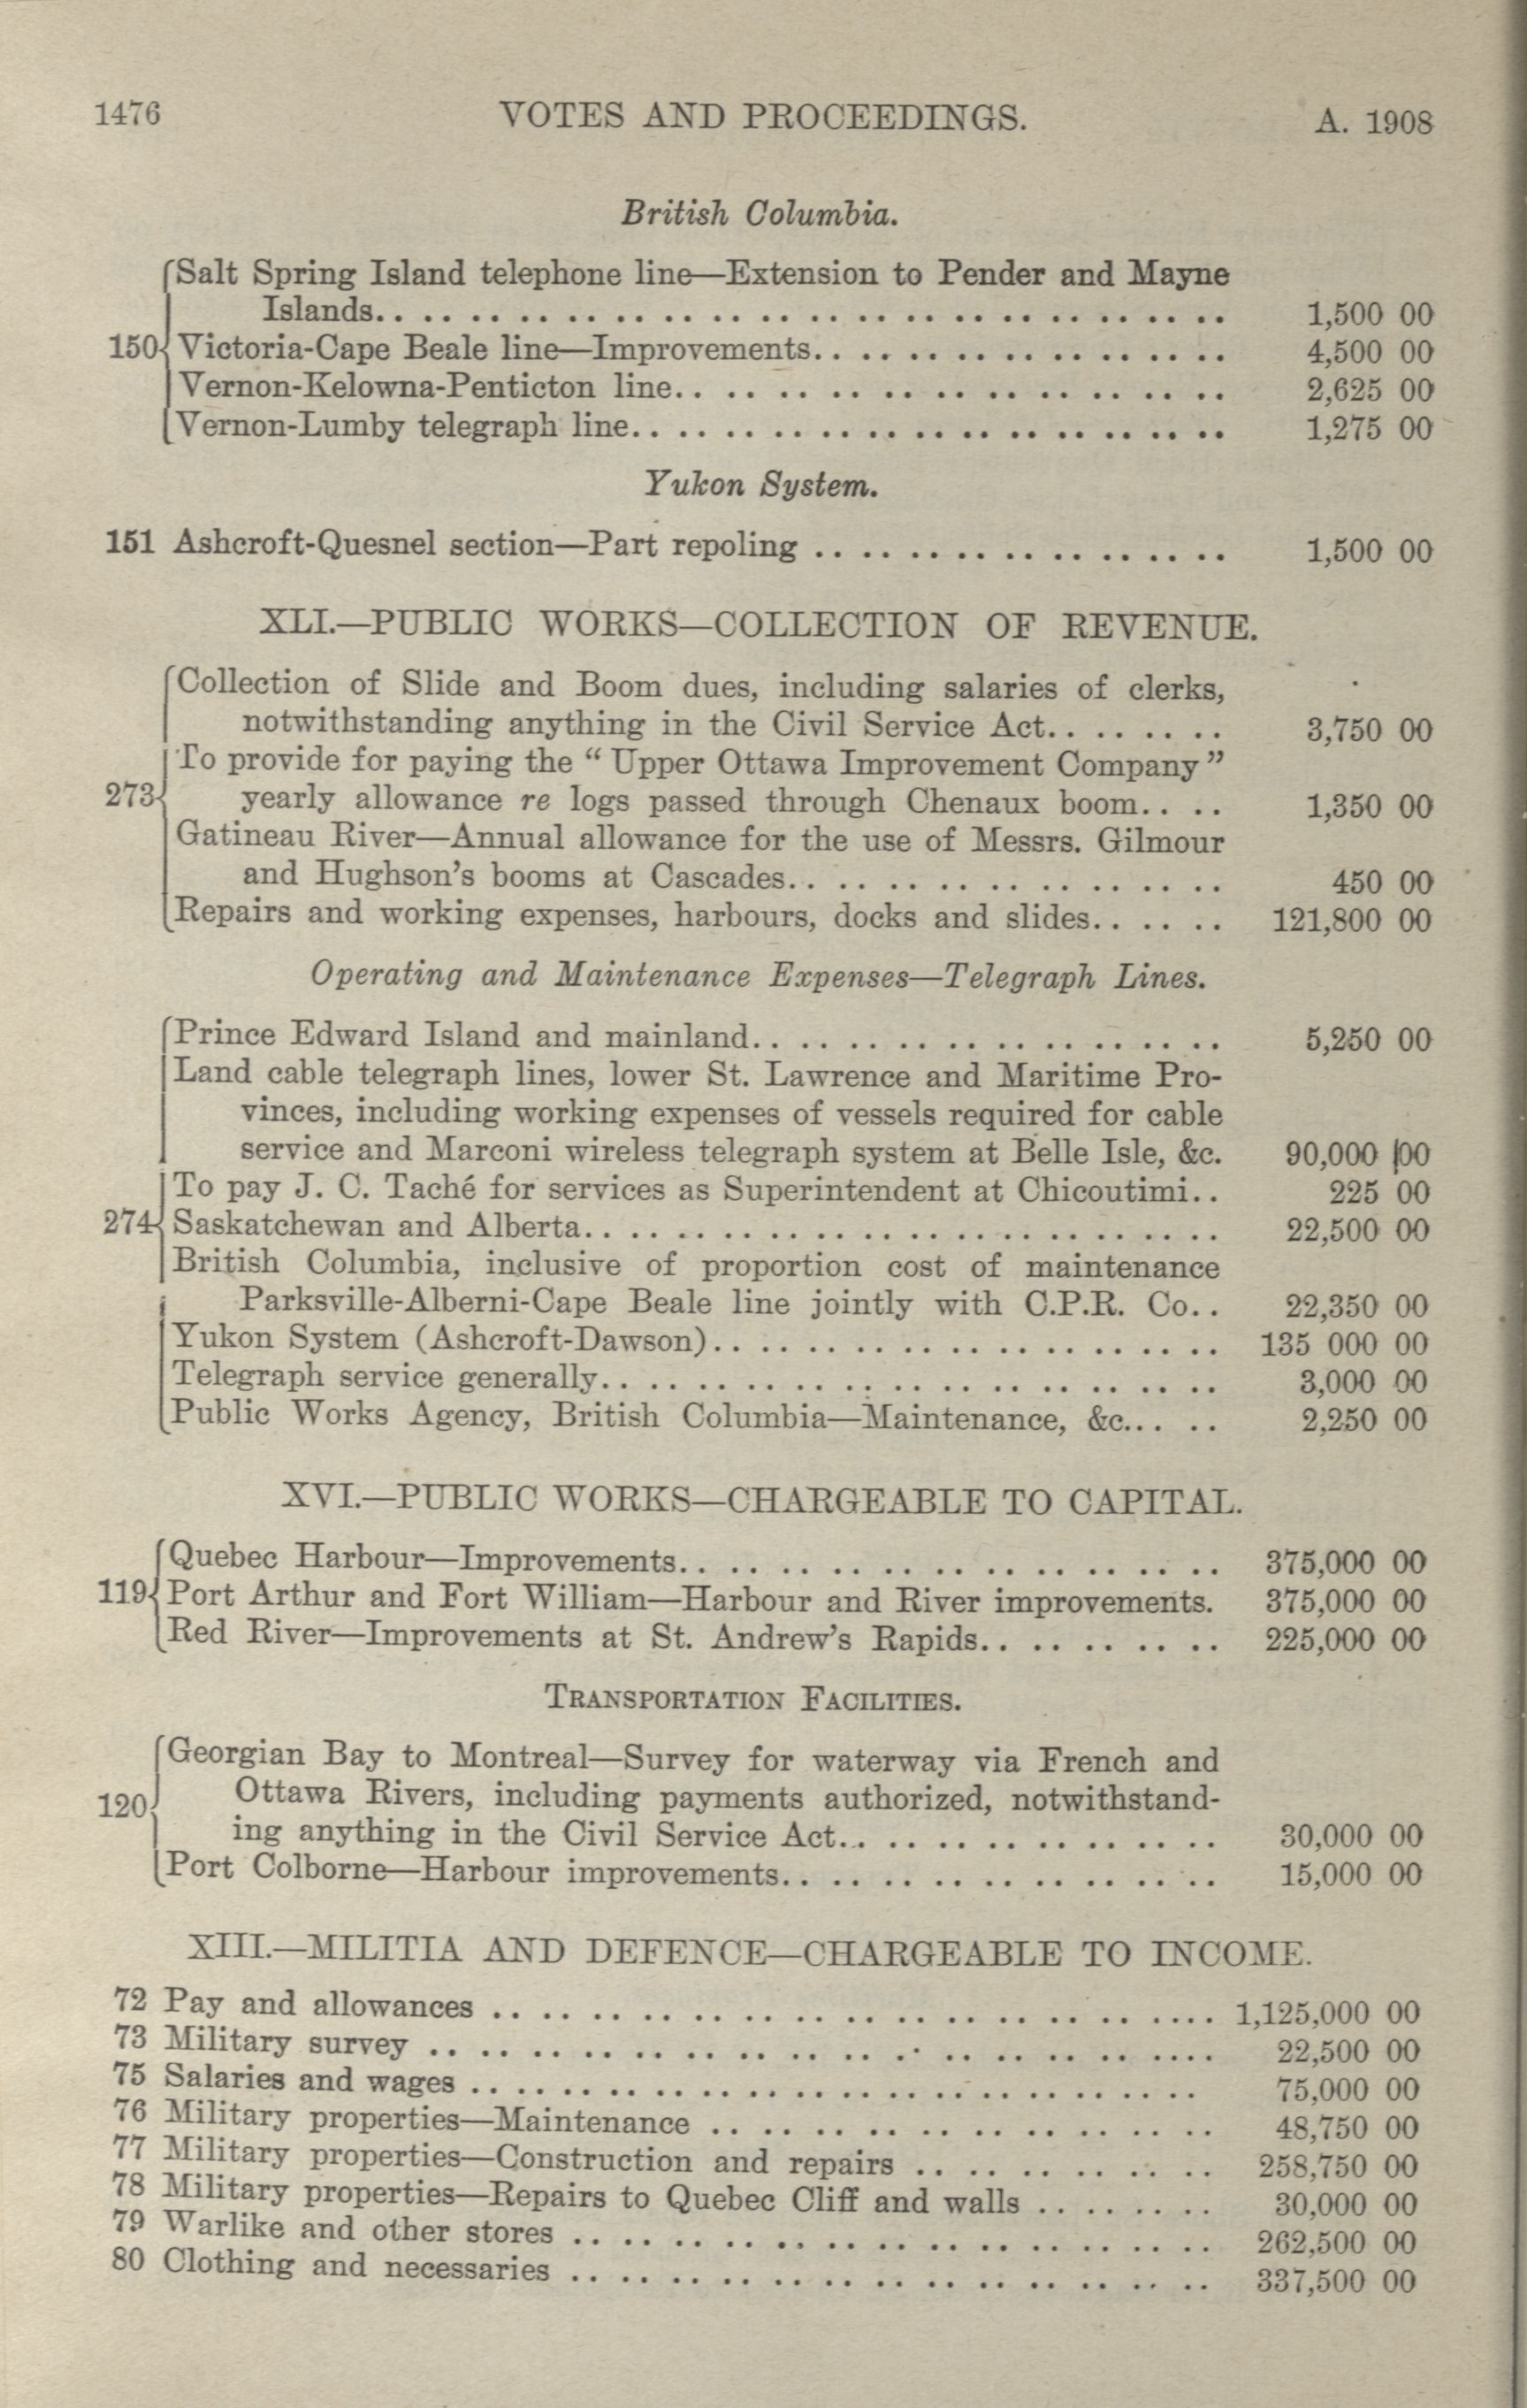 1476 VOTES AND PROCEEDINGS. A. 1908
British Columbia.
Salt Spring Island telephone line—Extension to Pender and Mayne
Islands.. .. .. .. .. .. .. .. .. .. .. .. .. .. .. .. .. .. 1,500 00
150 Victoria-Cape Beale line—Improvements.. .. .. .. .. .. .. .. .. 4,500 00
Vernon-Kelowna-Penticton line.. .. .. .. .. .. .. .. .. .. .. 2,625 00
Vernon-Lumby telegraph line.. .. .. .. .. .. .. .. .. .. .. .. .. 1,275 00
Yukon System.
151 Ashcroft-Quesnel section—Part repoling .. .. .. .. .. .. .. .. .. 1,500 00
XLI.—PUBLIC WORKS—COLLECTION OF REVENUE.
Collection of Slide and Boom dues, including salaries of clerks,
notwithstanding anything in the Civil Service Act.. .. .. .. 3,750 00
To provide for paying the “ Upper Ottawa Improvement Company ”
273 yearly allowance re logs passed through Chenaux boom.. .. 1,350 00
Gatineau River—Annual allowance for the use of Messrs. Gilmour
and Hughson's booms at Cascades.. .. .. .. .. .. .. .. .. 450 00
Repairs and working expenses, harbours, docks and slides.. .. .. 121,800 00
Operating and Maintenance Expenses—Telegraph Lines.
Prince Edward Island and mainland.. .. .. .. .. .. .. .. .. .. 5,250 00
Land cable telegraph lines, lower St. Lawrence and Maritime Pro-
vinces, including working expenses of vessels required for cable
service and Marconi wireless telegraph system at Belle Isle, &c. 90,000 00
To pay J. C. Taché for services as Superintendent at Chicoutimi.. 225 00
274 Saskatchewan and Alberta.. .. .. .. .. .. .. .. .. .. .. .. .. .. 22,500 00
British Columbia, inclusive of proportion cost of maintenance
Parksville-Alberni-Cape Beale line jointly with C.P.R. Co.. 22,350 00
Yukon System (Ashcroft-Dawson).. .. .. .. .. .. .. .. .. .. .. 135 000 00
Telegraph service generally.. .. .. .. .. .. .. .. .. .. .. .. .. 3,000 00
Public Works Agency, British Columbia—Maintenance, &c... .. 2,250 00
XVI.—PUBLIC WORKS—CHARGEABLE TO CAPITAL.
Quebec Harbour—Improvements.. .. .. .. .. .. .. .. .. .. .. 375,000 00
119 Port Arthur and Fort William—Harbour and River improvements. 375,000 00
Red River—Improvements at St. Andrew's Rapids.. .. .. .. .. 225,000 00
TRANSPORTATION FACILITIES.
Georgian Bay to Montreal—Survey for waterway via French and
120 Ottawa Rivers, including payments authorized, notwithstand-
ing anything in the Civil Service Act.. .. .. .. .. .. .. .. 30,000 00
Port Colborne—Harbour improvements.. .. .. .. .. .. .. .. .. 15,000 00
XIII.—MILITIA AND DEFENCE—CHARGEABLE TO INCOME.
72 Pay and allowances .. .. .. .. .. .. .. .. .. .. .. .. .. .... 1,125,000 00
73 Military survey .. .. .. .. .. .. .. .. .. .. .. .. .. .. .... 22,500 00
75 Salaries and wages .. .. .. .. .. .. .. .. .. .. .. .. .. .. .. 75,000 00
76 Military properties—Maintenance .. .. .. .. .. .. .. .. .. .. 48,750 00
77 Military properties—Construction and repairs .. .. .. .. .. .. 258,750 00
78 Military properties—Repairs to Quebec Cliff and walls .. .. .. .. 30,000 00
79 Warlike and other stores .. .. .. .. .. .. .. .. .. .. .. .. .. 262,500 00
80 Clothing and necessaries .. .. .. .. .. .. .. .. .. .. .. .. .. 337,500 00